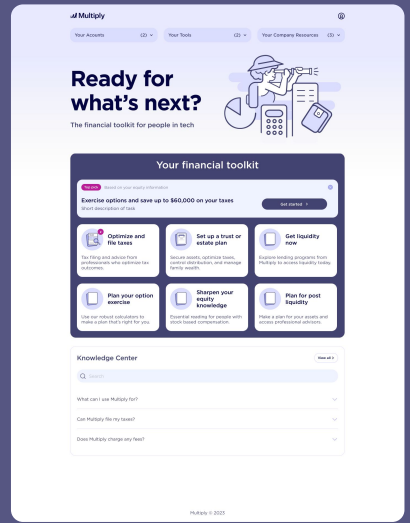 Multiply
Your Acounts (2)
Your Tools (2)
Your Company Resources (3)
Ready for
what's next?
The financial toolkit for people in tech
Your financial toolkit
Top pick Based on your equity information
Exercise options and save up to $60,000 on your taxes
Short description of task
Get started
Optimize and
file taxes
Tax filing and advice from
professionals who optimize tax
outcomes.
Set up a trust or
estate plan
Secure assets, optimize taxes,
control distribution, and manage
family wealth.
Get liquidity
now
Explore lending programs from
Multiply to access liquidity today.
Plan your option
exercise
Use our robust calculators to
make a plan that's right for you.
Sharpen your
equity
knowledge
Essential reading for people with
stock based compensation.
Plan for post
liquidity
Make a plan for your assets and
access professional advisors.
Knowledge Center
View all
Search
What can I use Multiply for?
Can Multiply file my taxes?
Does Multiply charge any fees?
Multiply © 2023